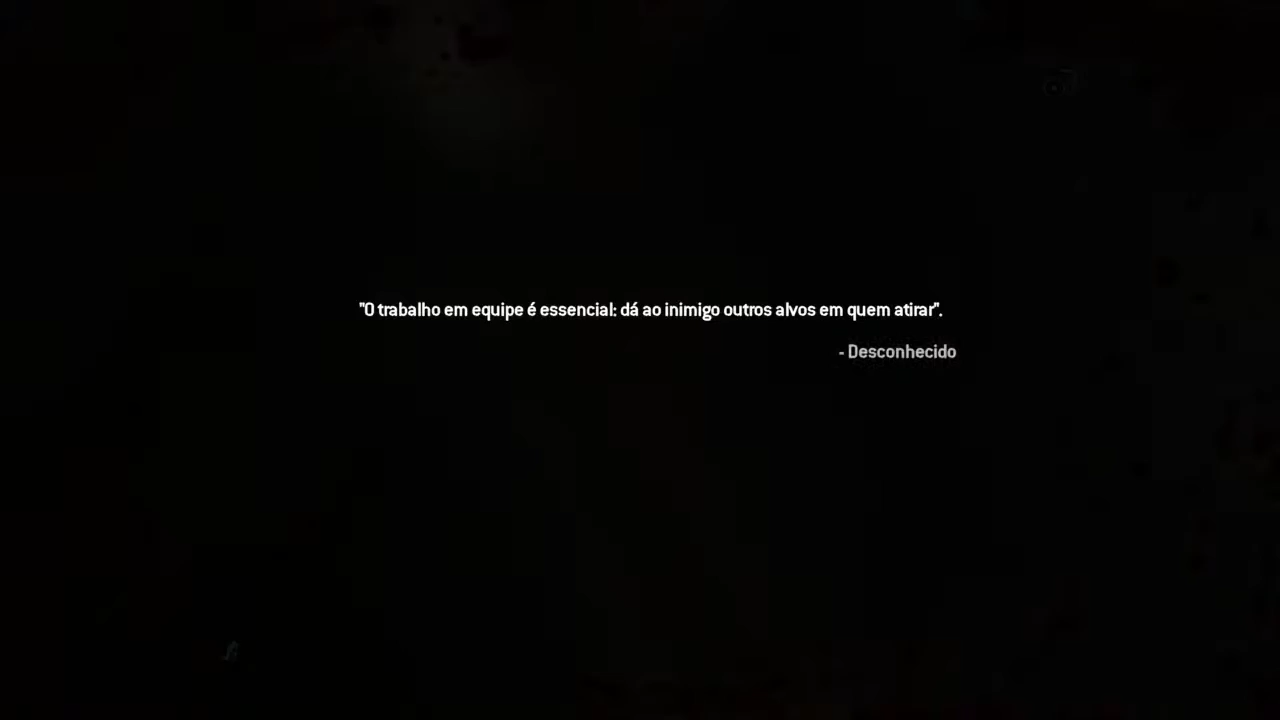 "O trabalho em equipe é essencial: dá ao inimigo outros alvos em quem atirar".
- Desconhecido